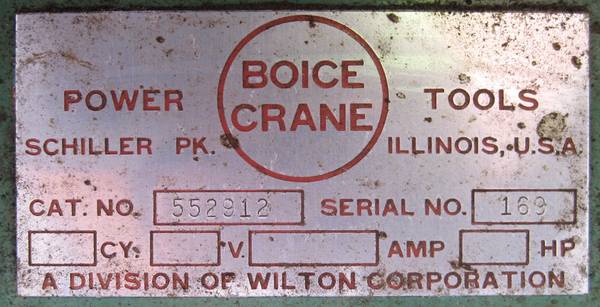 BOICE
CRANE
POWER TOOLS
SCHILLER PK. ILLINOIS, U.S.A.
CAT. NO. 552912 SERIAL NO. 169
CY. V. AMP HP
A DIVISION OF WILTON CORPORATION